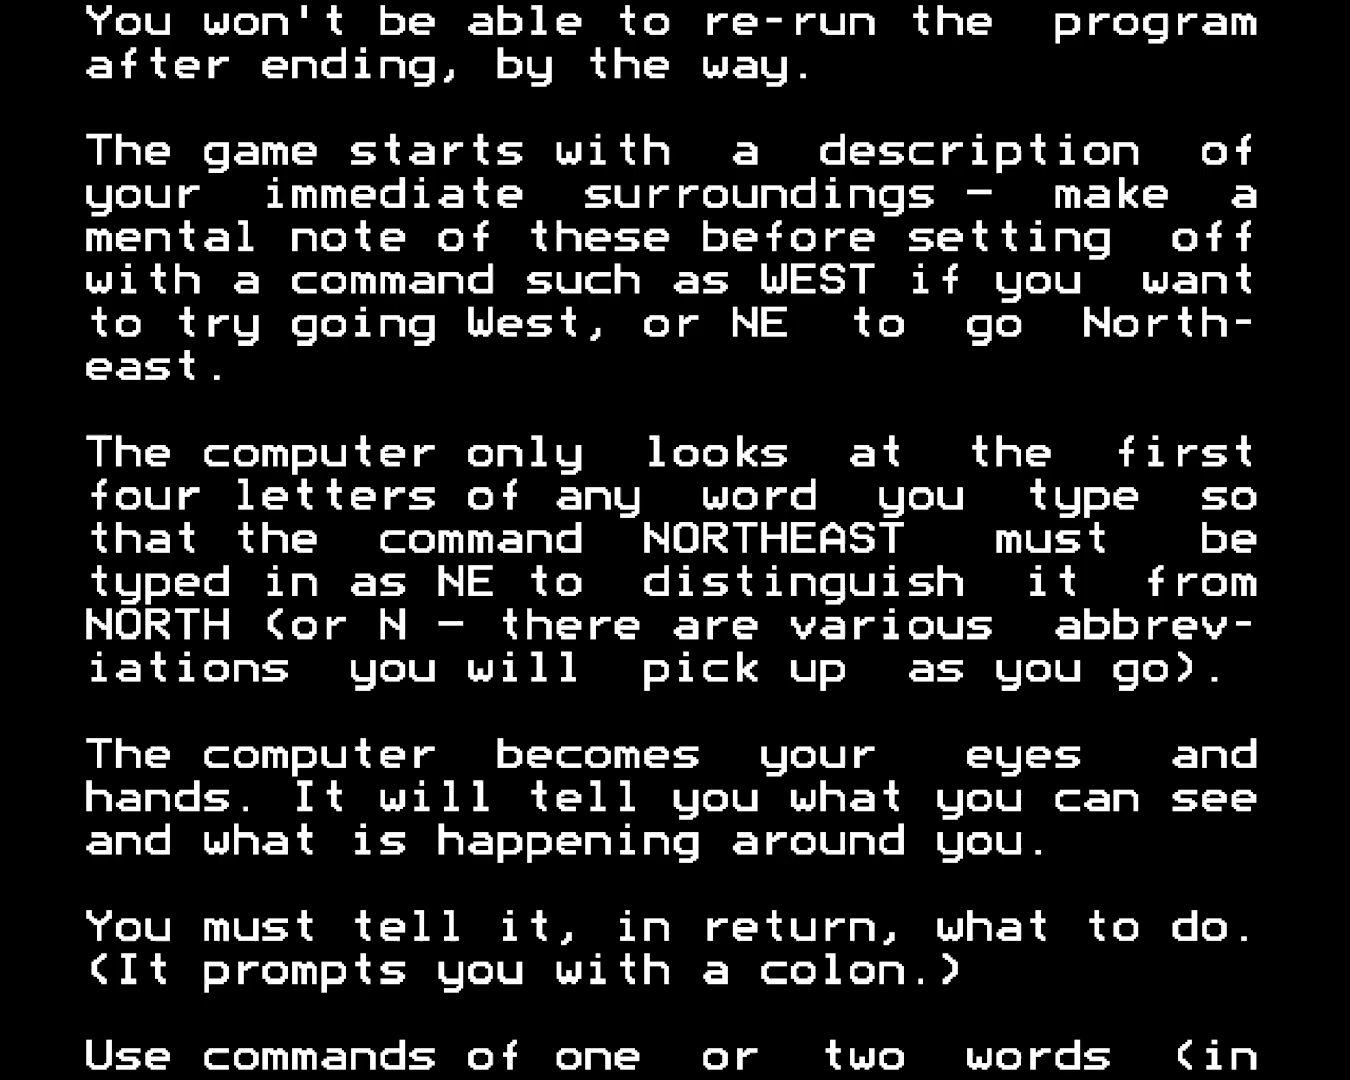 You won't be able to re-run the program
after ending, by the way.
The game starts with a description of
your immediate surroundings — make a
mental note of these before setting off
with a command such as WEST if you want
to try going West, or NE to go North-
east.
The computer only looks at the first
four letters of any word you type so
that the command NORTHEAST must be
typed in as NE to distinguish it from
NORTH (or N — there are various abbrev-
iations you will pick up as you go).
The computer becomes your eyes and
hands. It will tell you what you can see
and what is happening around you.
You must tell it, in return, what to do.
(It prompts you with a colon.)
Use commands of one or two words (in